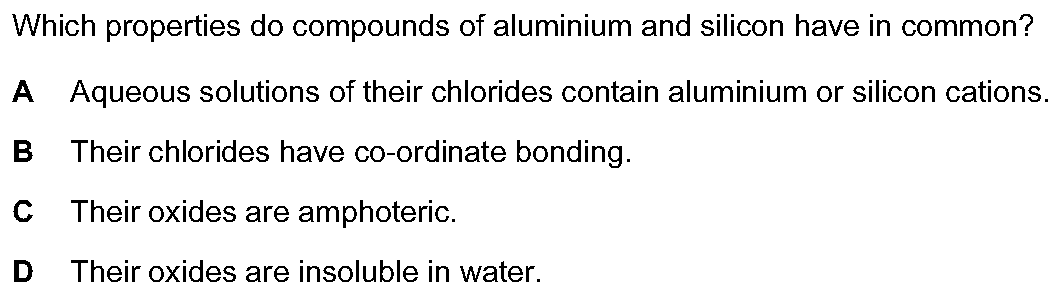 Which properties do compounds of aluminium and silicon have in common?
A Aqueous solutions of their chlorides contain aluminium or silicon cations.
B Their chlorides have co-ordinate bonding.
C Their oxides are amphoteric.
D Their oxides are insoluble in water.